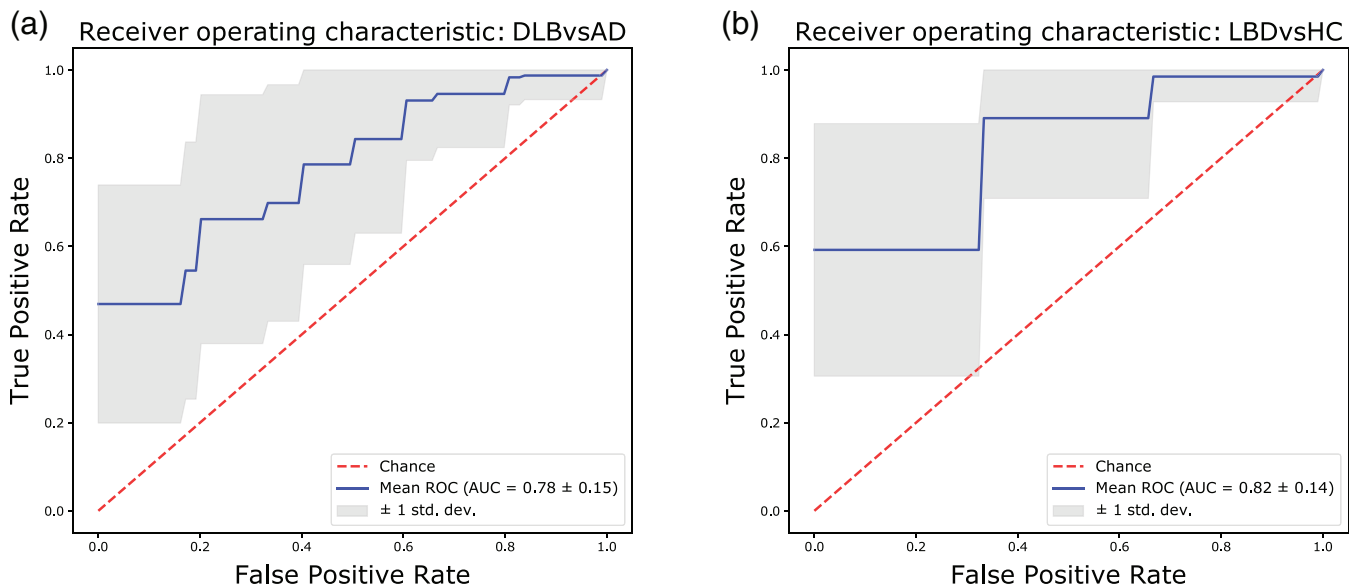 (a)
Receiver operating characteristic: DLBvsAD
True Positive Rate
1.0
0.8
0.6
0.4
0.2
0.0
0.0 0.2 0.4 0.6 0.8 1.0
False Positive Rate
Chance
Mean ROC (AUC = 0.78 ± 0.15)
± 1 std. dev.
(b)
Receiver operating characteristic: LBDvsHC
True Positive Rate
1.0
0.8
0.6
0.4
0.2
0.0
0.0 0.2 0.4 0.6 0.8 1.0
False Positive Rate
Chance
Mean ROC (AUC = 0.82 ± 0.14)
± 1 std. dev.